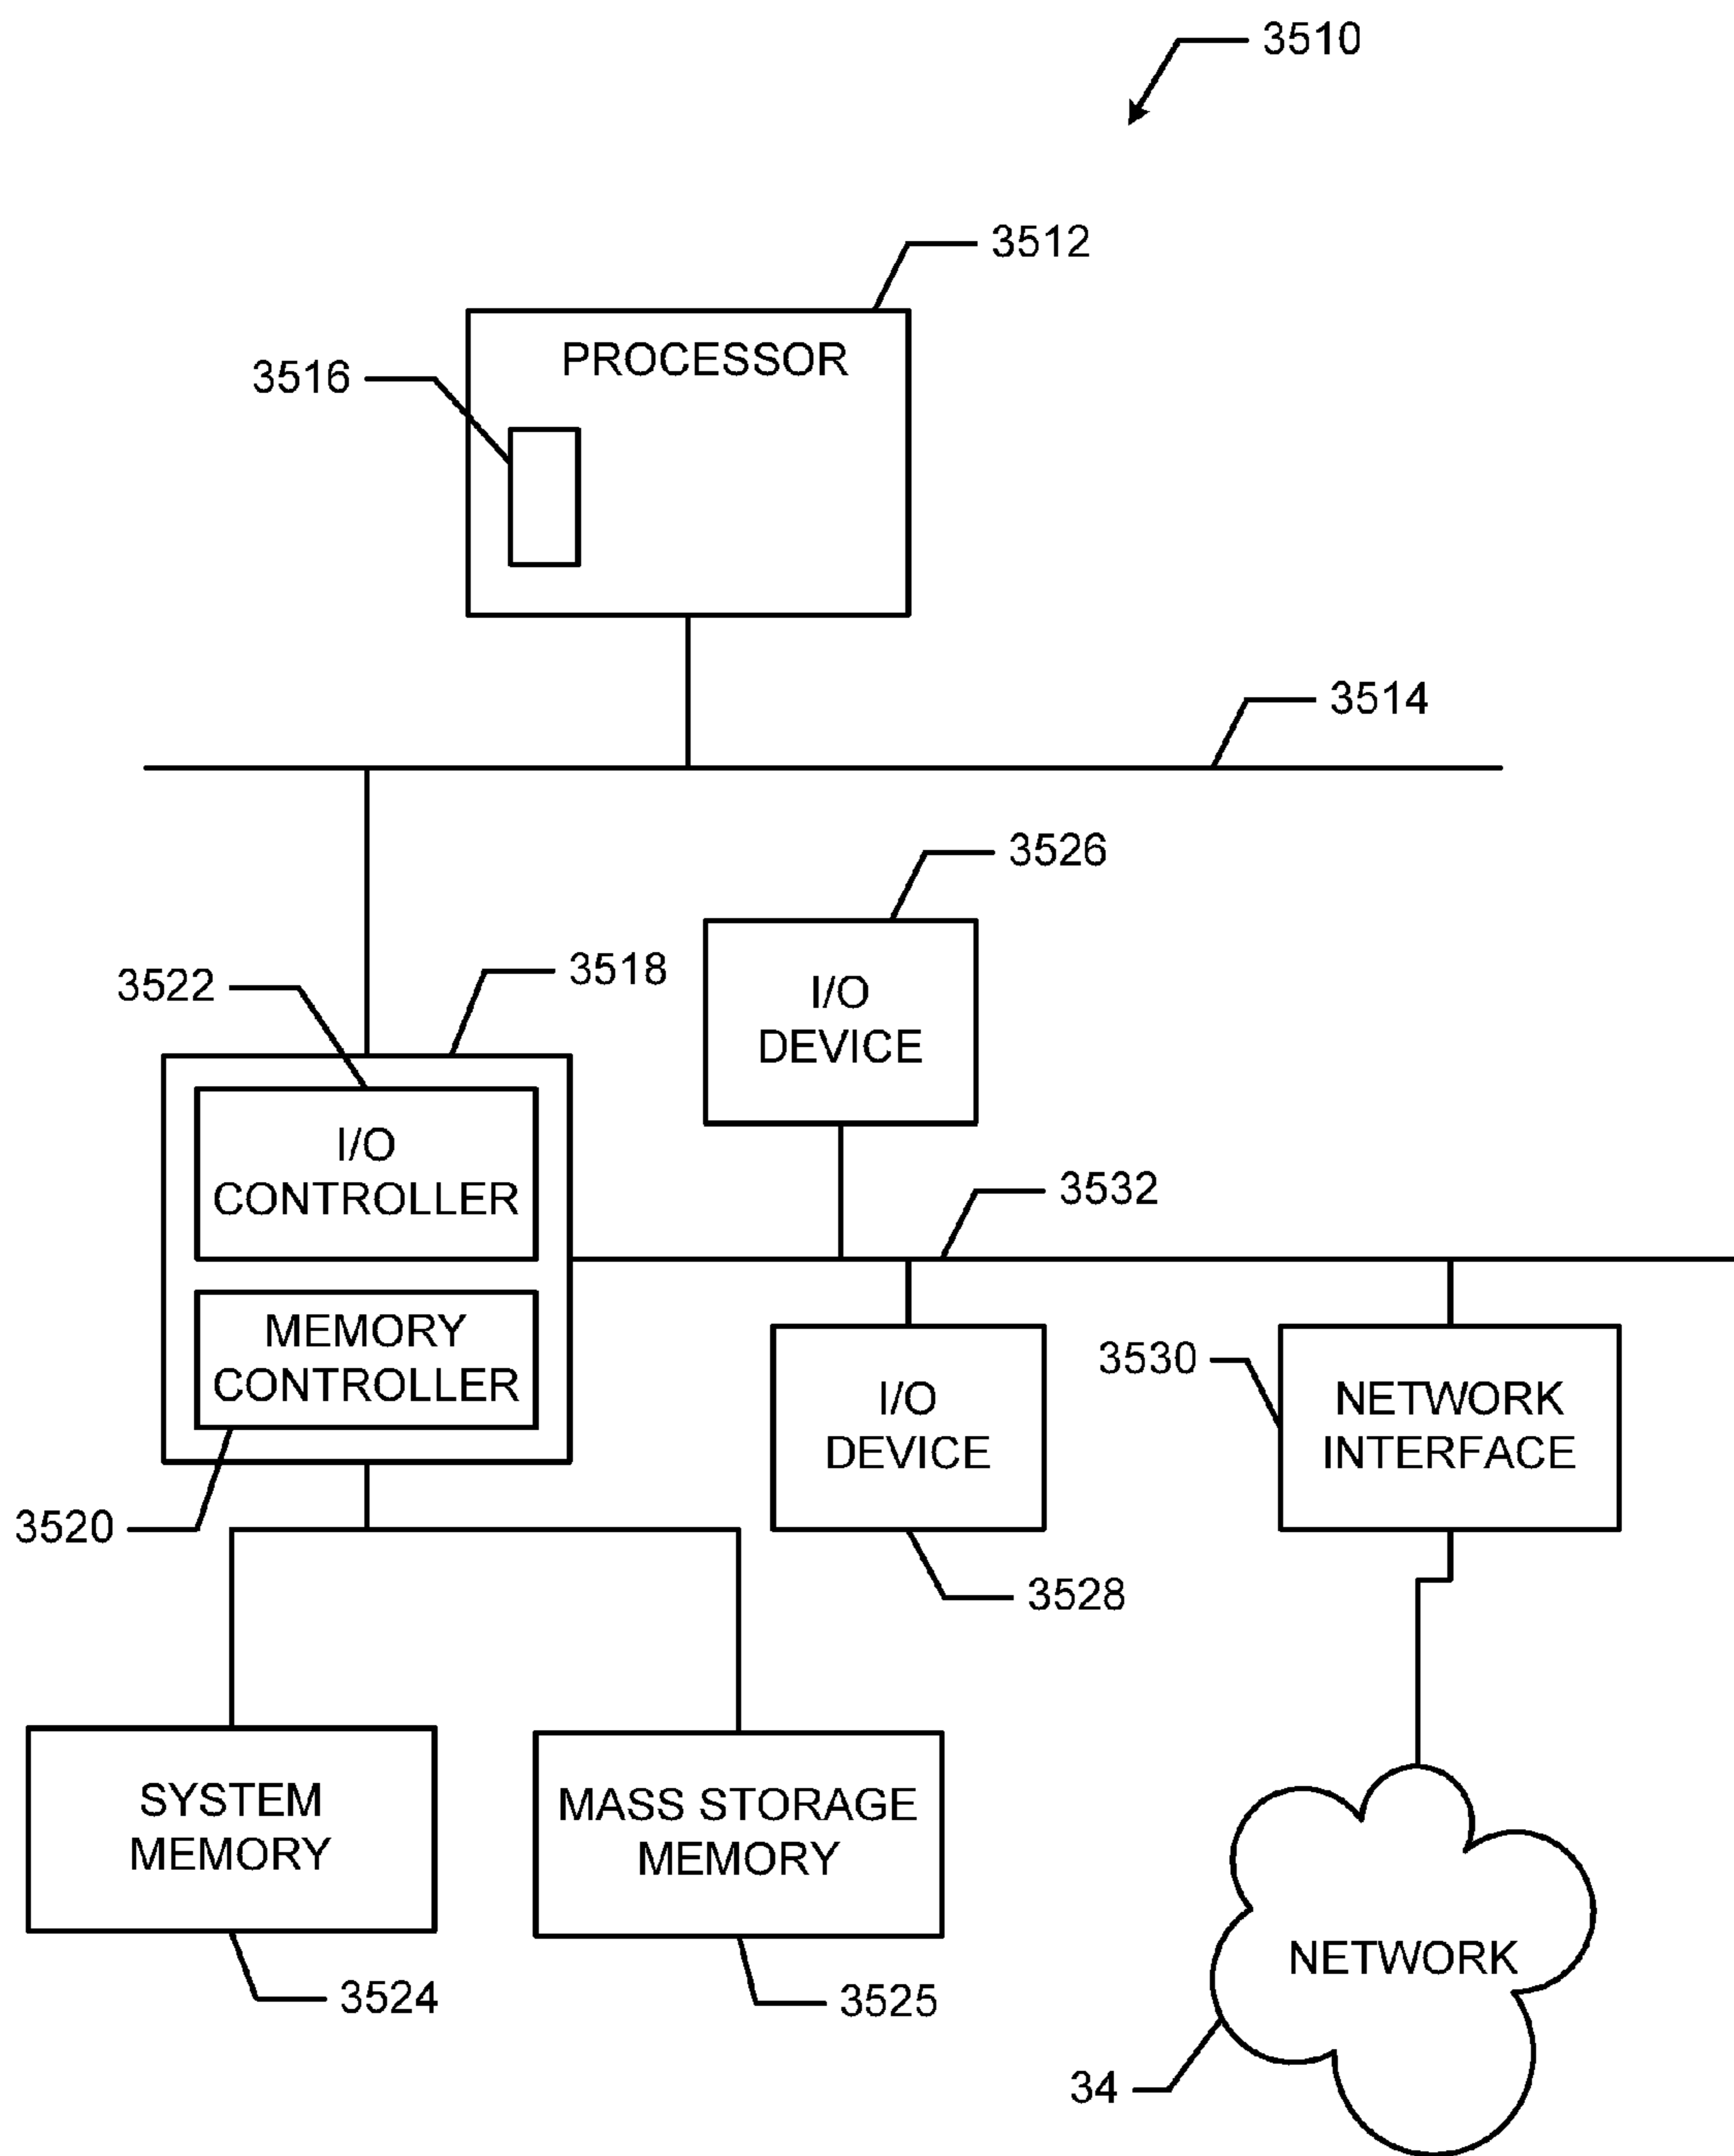 3510
3512
PROCESSOR
3516
3514
3526
3518
3522
I/O
DEVICE
I/O
CONTROLLER
3532
MEMORY
CONTROLLER
3530
I/O
DEVICE
NETWORK
INTERFACE
3520
3528
SYSTEM
MEMORY
MASS STORAGE
MEMORY
NETWORK
3524
3525
34